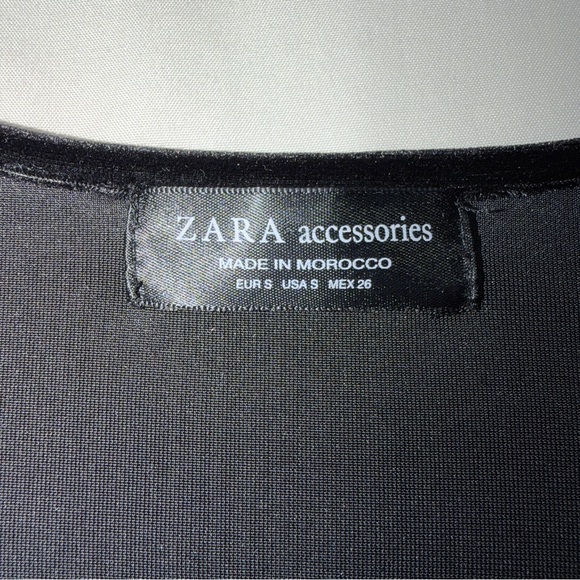 ZARA accessories
MADE IN MOROCCO
EUR S USA S MEX 26